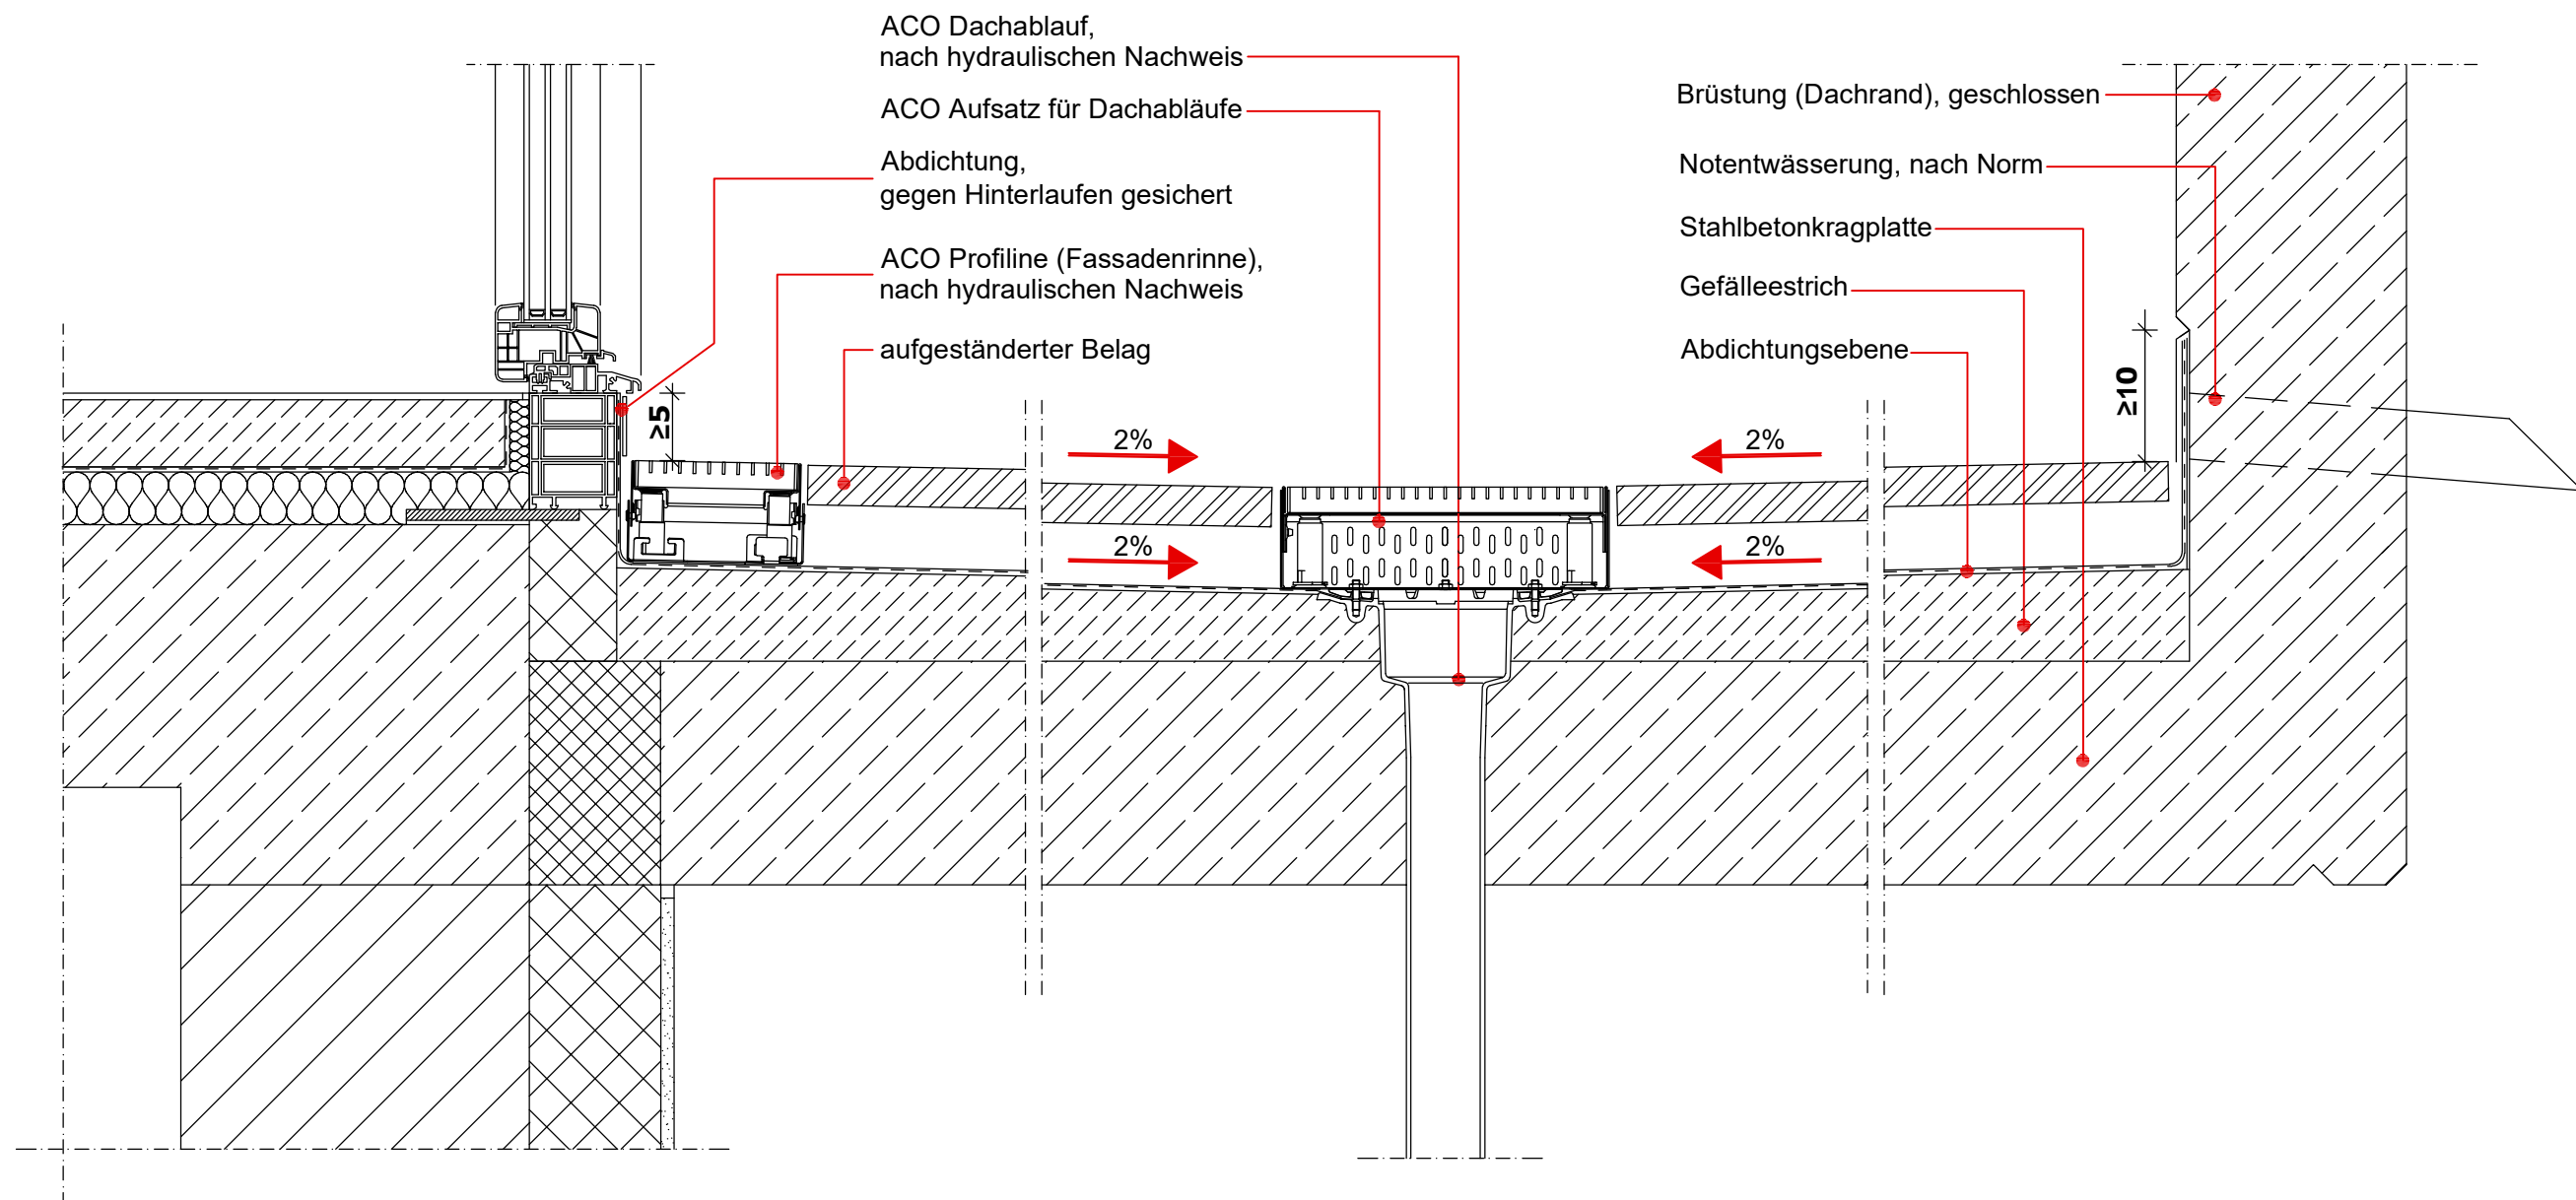 ACO Dachablauf,
nach hydraulischen Nachweis
ACO Aufsatz für Dachabläufe
Abdichtung,
gegen Hinterlaufen gesichert
ACO Profiline (Fassadenrinne),
nach hydraulischen Nachweis
aufgeständerter Belag
Brüstung (Dachrand), geschlossen
Notentwässerung, nach Norm
Stahlbetonkragplatte
Gefälleestrich
Abdichtungsebene
≥5
≥10
2%
2%
2%
2%